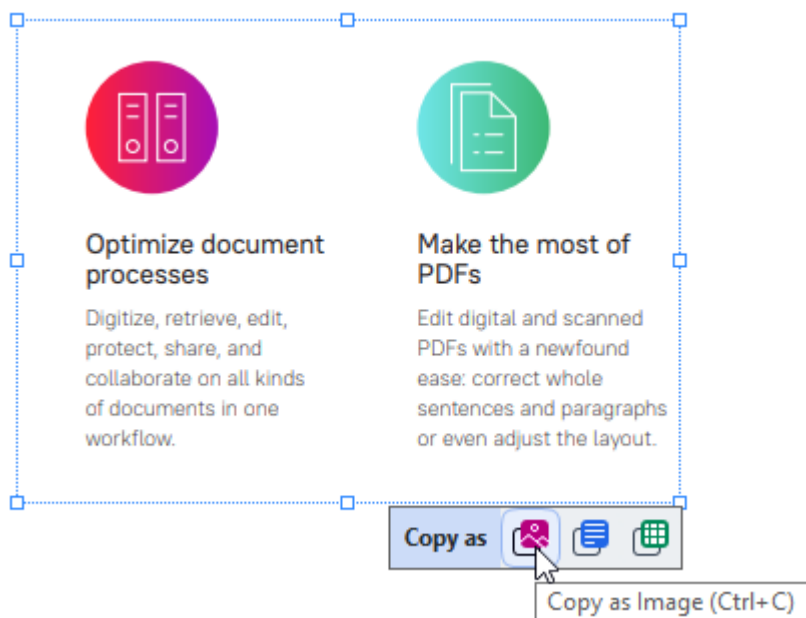 Optimize document
processes
Digitize, retrieve, edit,
protect, share, and
collaborate on all kinds
of documents in one
workflow.
Make the most of
PDFs
Edit digital and scanned
PDFs with a newfound
ease: correct whole
sentences and paragraphs
or even adjust the layout.
Copy as
Copy as Image (Ctrl+C)